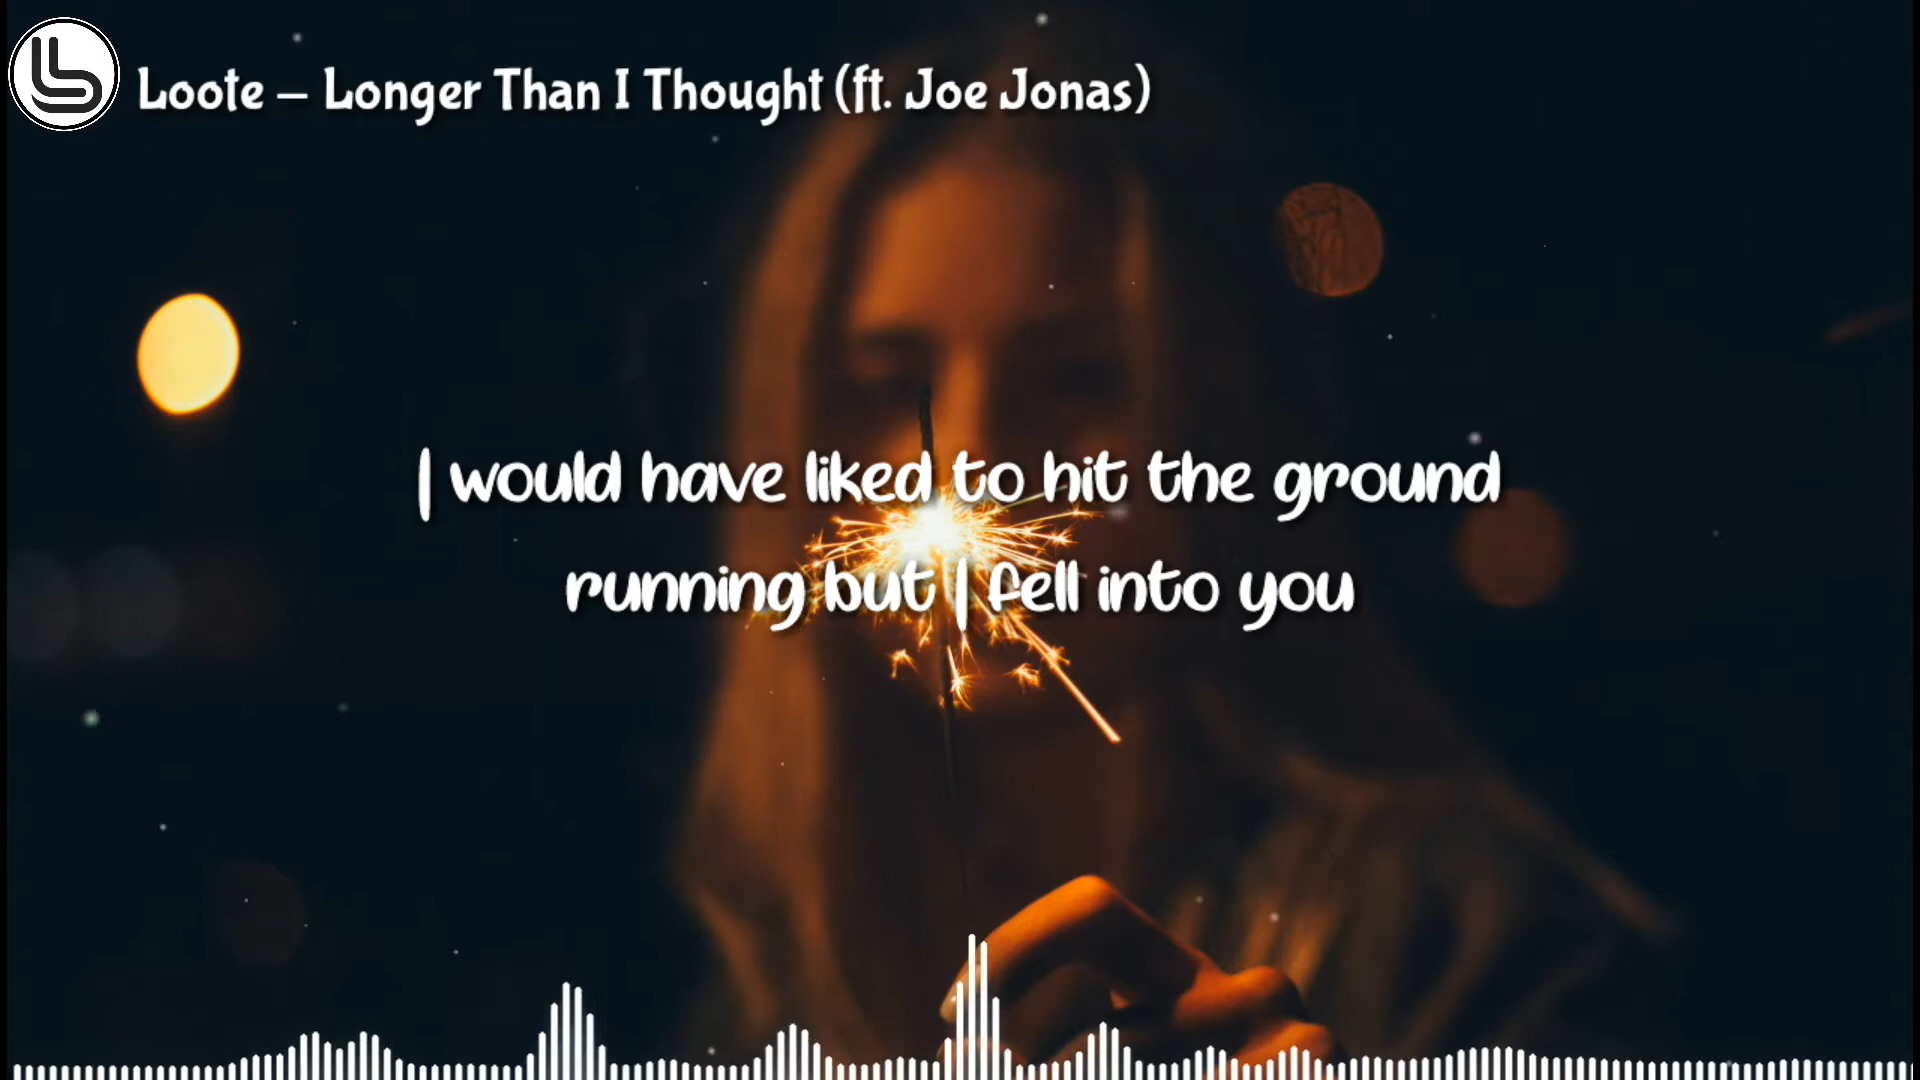 Loote – Longer Than I Thought (ft. Joe Jonas)
I would have liked to hit the ground
running but I fell into you